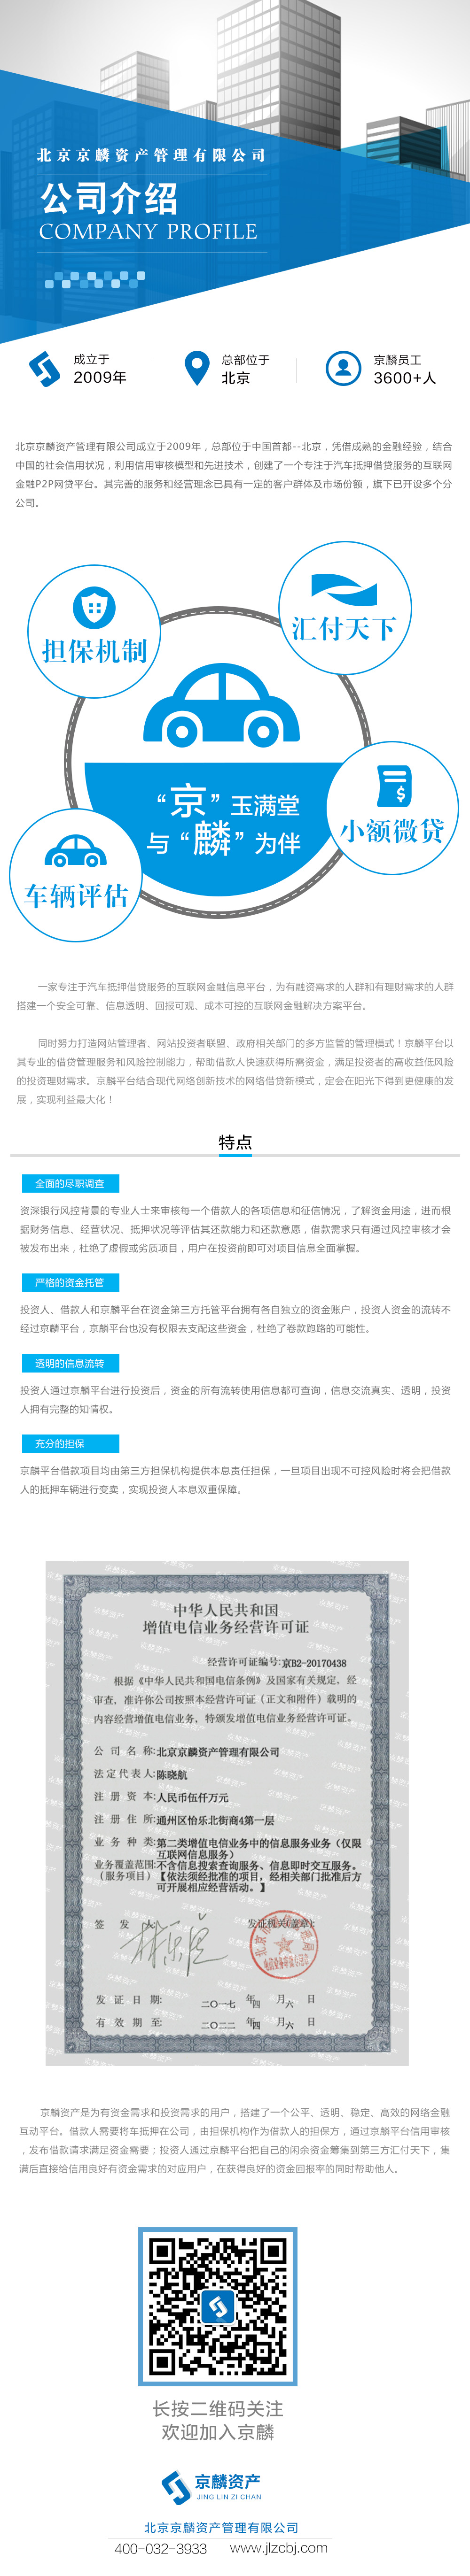 北京京麟资产管理有限公司
公司介绍
COMPANY PROFILE
成立于
2009年
总部位于
北京
京麟员工
3600+人
北京京麟资产管理有限公司成立于2009年，总部位于中国首都--北京，凭借成熟的金融经验，结合
中国的社会信用状况，利用信用审核模型和先进技术，创建了一个专注于汽车抵押借贷服务的互联网
金融P2P网贷平台。其完善的服务和经营理念已具有一定的客户群体及市场份额，旗下已开设多个分
公司。
担保机制
汇付天下
“京”玉满堂
与“麟”为伴
小额微贷
车辆评估
一家专注于汽车抵押借贷服务的互联网金融信息平台，为有融资需求的人群和有理财需求的人群
搭建一个安全可靠、信息透明、回报可观、成本可控的互联网金融解决方案平台。
同时努力打造网站管理者、网站投资者联盟、政府相关部门的多方监管的管理模式！京麟平台以
其专业的借贷管理服务和风险控制能力，帮助借款人快速获得所需资金，满足投资者的高收益低风险
的投资理财需求。京麟平台结合现代网络创新技术的网络借贷新模式，定会在阳光下得到更健康的发
展，实现利益最大化！
特点
全面的尽职调查
资深银行风控背景的专业人士来审核每一个借款人的各项信息和征信情况，了解资金用途，进而根
据财务信息、经营状况、抵押状况等评估其还款能力和还款意愿，借款需求只有通过风控审核才会
被发布出来，杜绝了虚假或劣质项目，用户在投资前即可对项目信息全面掌握。
严格的资金托管
投资人、借款人和京麟平台在资金第三方托管平台拥有各自独立的资金账户，投资人资金的流转不
经过京麟平台，京麟平台也没有权限去支配这些资金，杜绝了卷款跑路的可能性。
透明的信息流转
投资人通过京麟平台进行投资后，资金的所有流转使用信息都可查询，信息交流真实、透明，投资
人拥有完整的知情权。
充分的担保
京麟平台借款项目均由第三方担保机构提供本息责任担保，一旦项目出现不可控风险时将会把借款
人的抵押车辆进行变卖，实现投资人本息双重保障。
中华人民共和国
增值电信业务经营许可证
经营许可证编号:京B2-20170438
根据《中华人民共和国电信条例》及国家有关规定，经
审查，准许你公司按照本经营许可证（正文和附件）载明的
内容经营增值电信业务，特颁发增值电信业务经营许可证。
公司名称:北京京麟资产管理有限公司
法定代表人:陈晓航
注册资本:人民币伍仟万元
注册住所:通州区怡乐北街商4第一层
业务种类:第二类增值电信业务中的信息服务业务（仅限
互联网信息服务）
业务覆盖范围:不含信息搜索查询服务、信息即时交互服务。
（服务项目）【依法须经批准的项目，经相关部门批准后方
可开展相应经营活动。】
签发人:
发证机关(盖章):
发证日期: 二〇一七年四月六日
有效期至: 二〇二二年四月六日
京麟资产是为有资金需求和投资需求的用户，搭建了一个公平、透明、稳定、高效的网络金融
互动平台。借款人需要将车抵押在公司，由担保机构作为借款人的担保方，通过京麟平台信用审核
，发布借款请求满足资金需要；投资人通过京麟平台把自己的闲余资金筹集到第三方汇付天下，集
满后直接给信用良好有资金需求的对应用户，在获得良好的资金回报率的同时帮助他人。
长按二维码关注
欢迎加入京麟
京麟资产
JING LIN ZI CHAN
北京京麟资产管理有限公司
400-032-3933 www.jlzcbj.com